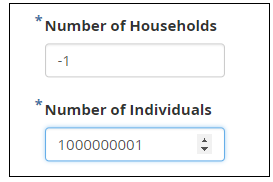 *Number of Households
-1
*Number of Individuals
1000000001